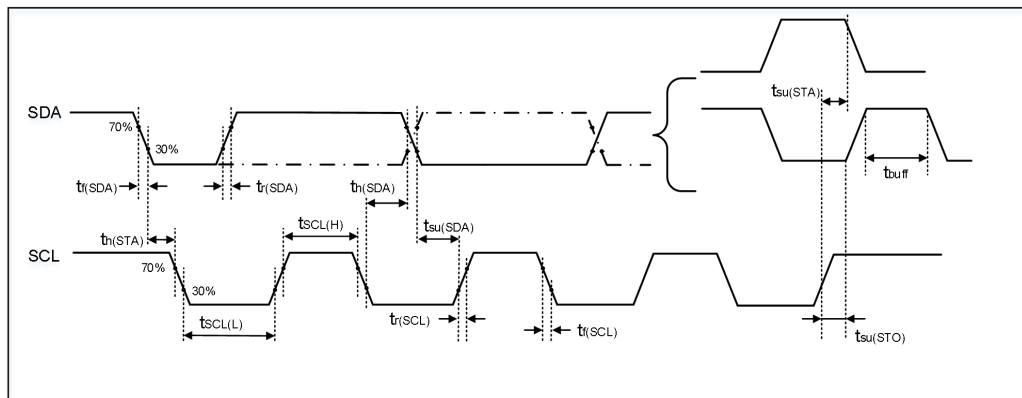 tsu(STA)
SDA
70%
30%
tbuff
tf(SDA)
tr(SDA)
th(SDA)
tSCL(H)
tsu(SDA)
th(STA)
SCL
70%
30%
tSCL(L)
tr(SCL)
tf(SCL)
tsu(STO)